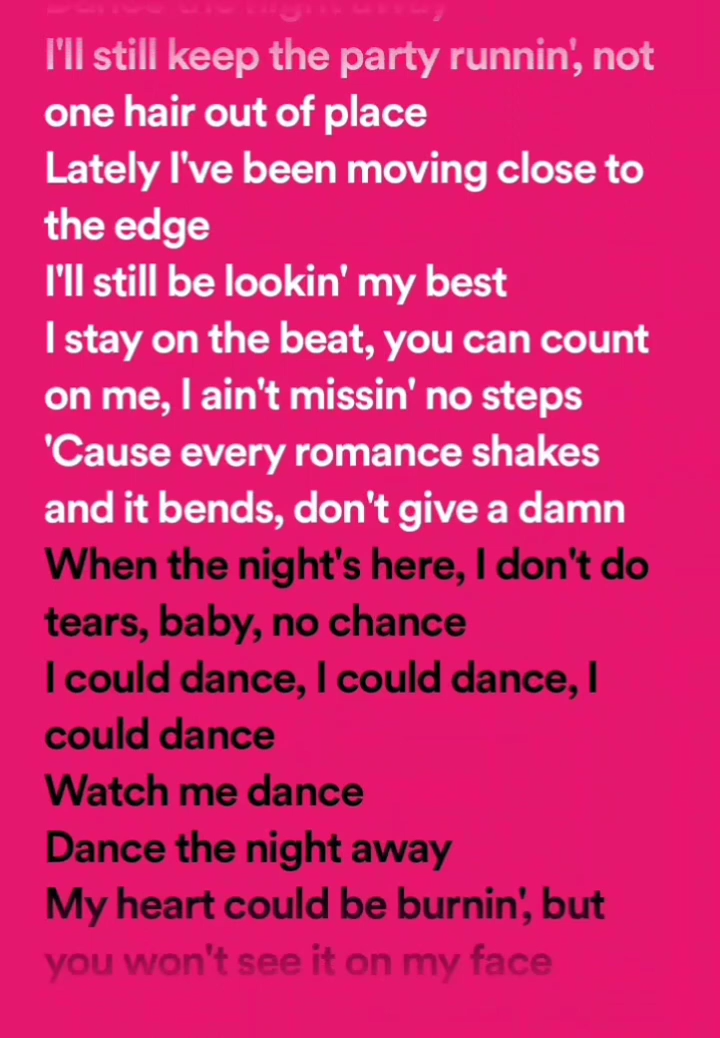 Dance the night away
I'll still keep the party runnin', not
one hair out of place
Lately I've been moving close to
the edge
I'll still be lookin' my best
I stay on the beat, you can count
on me, I ain't missin' no steps
'Cause every romance shakes
and it bends, don't give a damn
When the night's here, I don't do
tears, baby, no chance
I could dance, I could dance, I
could dance
Watch me dance
Dance the night away
My heart could be burnin', but
you won't see it on my face